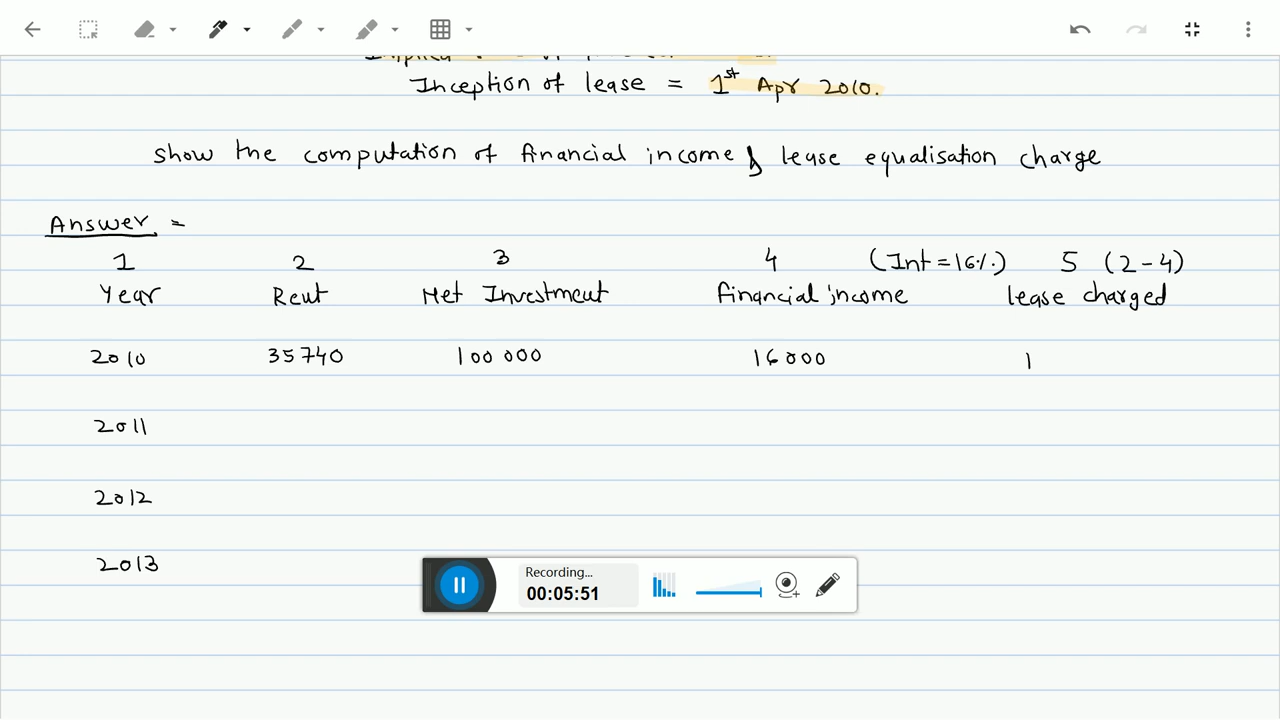 Inception of lease = 1st Apr 2010.
show the computation of financial income & lease equalisation charge
Answer =
1 2 3 4 (Int = 16%.) 5 (2-4)
Year Rent Net Investment financial income lease charged
2010 35740 100 000 16000 1
2011
2012
2013
Recording...
00:05:51